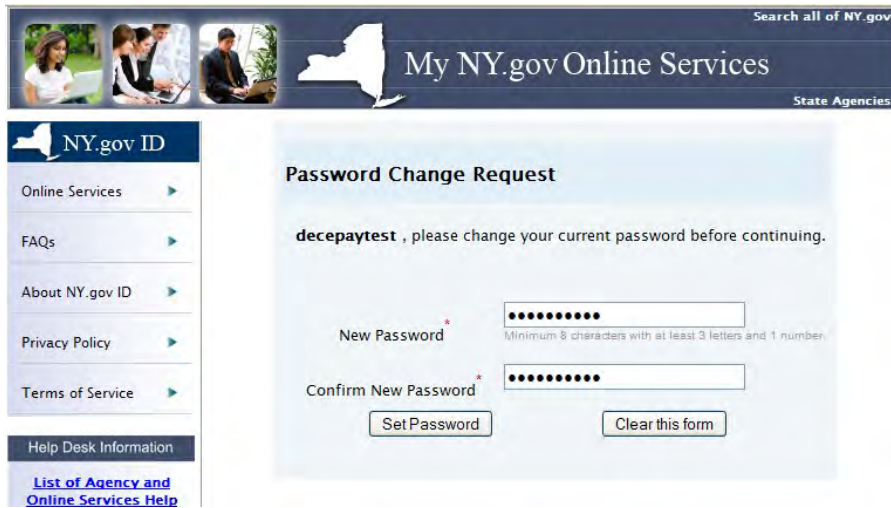 Search all of NY.gov
My NY.gov Online Services
State Agencies
NY.gov ID
Online Services
FAQs
About NY.gov ID
Privacy Policy
Terms of Service
Help Desk Information
List of Agency and
Online Services Help
Password Change Request
decepaytest , please change your current password before continuing.
New Password*
••••••••••
Minimum 8 characters with at least 3 letters and 1 number.
Confirm New Password*
••••••••••
Set Password Clear this form